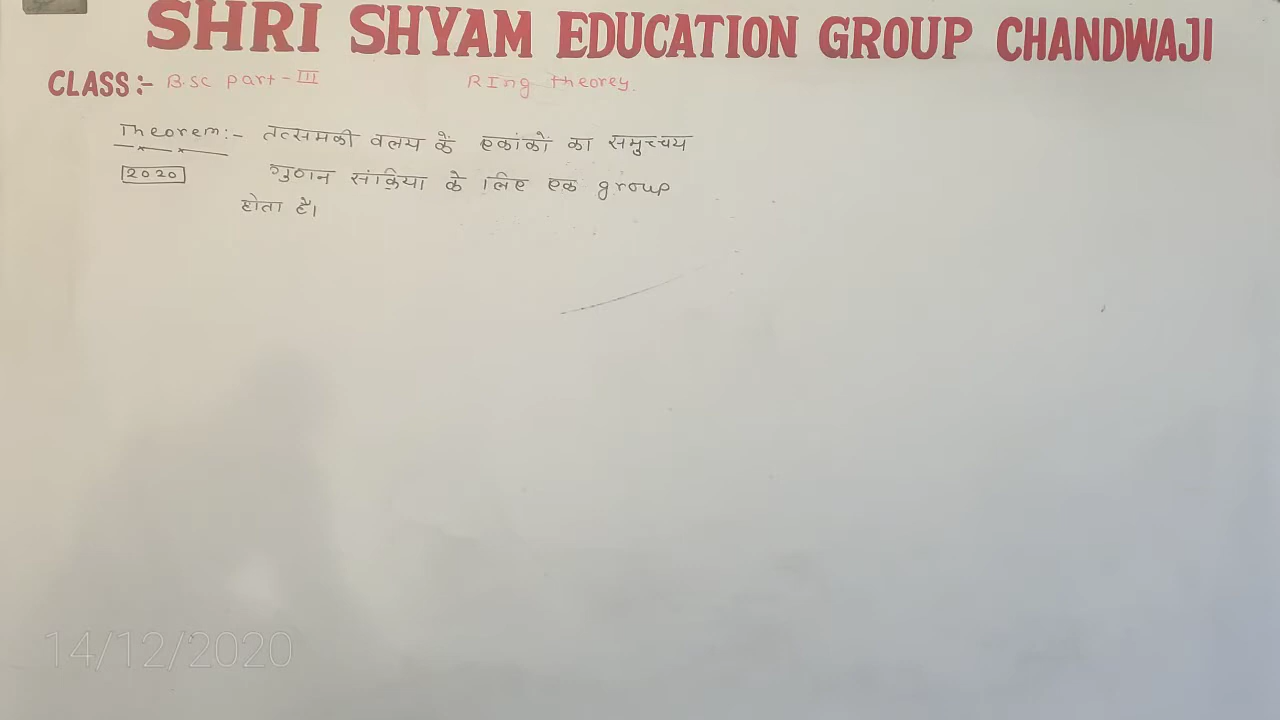 SHRI SHYAM EDUCATION GROUP CHANDWAJI
CLASS:- B.SC Part-III RIng theorey.
Theorem:- तत्समकी वलय कें एकांकों का समुच्चय
2020 गुणन सांक्रिया के लिए एक group
होता है।
14/12/2020